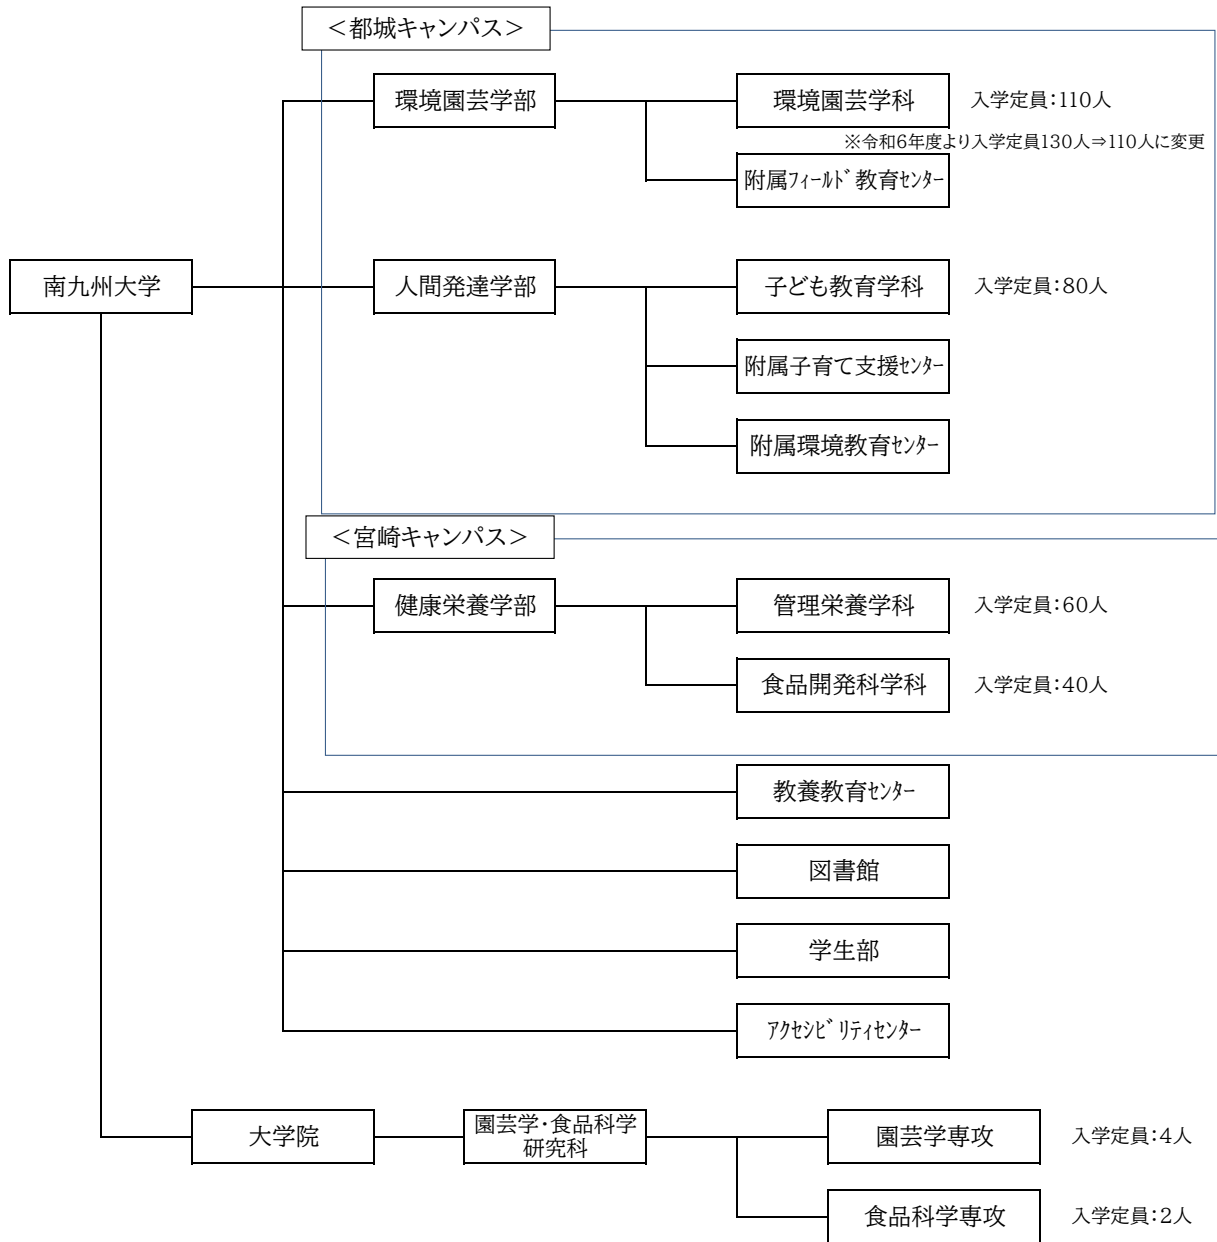 ＜都城キャンパス＞
環境園芸学部
環境園芸学科
入学定員：110人
※令和6年度より入学定員130人⇒110人に変更
附属ﾌｨｰﾙﾄﾞ教育ｾﾝﾀｰ
南九州大学
人間発達学部
子ども教育学科
入学定員：80人
附属子育て支援ｾﾝﾀｰ
附属環境教育ｾﾝﾀｰ
＜宮崎キャンパス＞
健康栄養学部
管理栄養学科
入学定員：60人
食品開発科学科
入学定員：40人
教養教育ｾﾝﾀｰ
図書館
学生部
ｱｸｾｼﾋﾞﾘﾃｨｾﾝﾀｰ
大学院
園芸学・食品科学
研究科
園芸学専攻
入学定員：4人
食品科学専攻
入学定員：2人